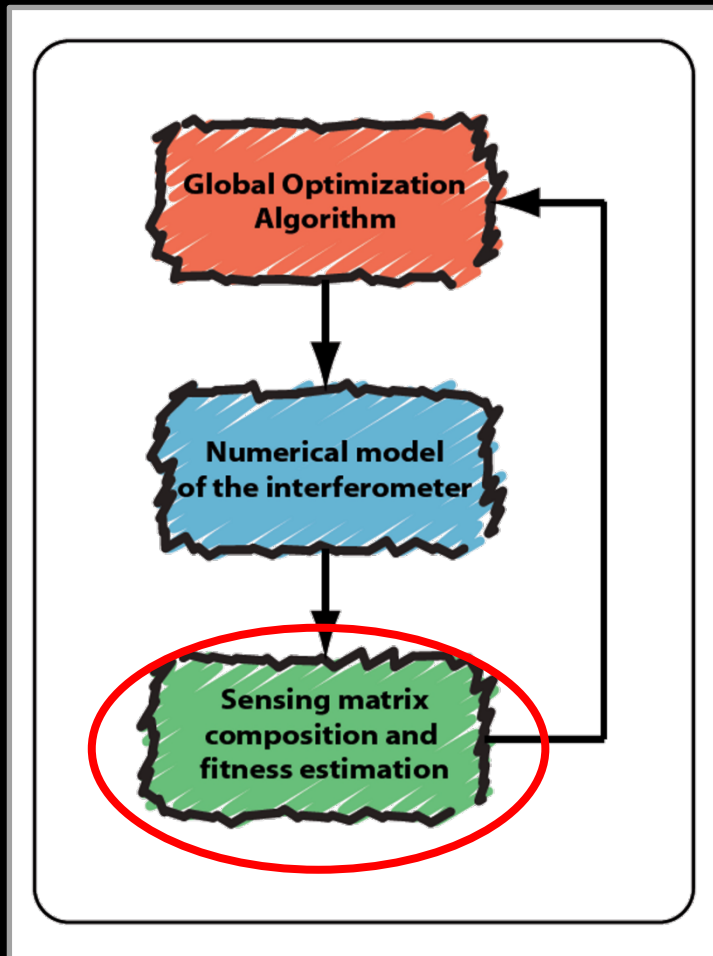 Global Optimization
Algorithm
Numerical model
of the interferometer
Sensing matrix
composition and
fitness estimation